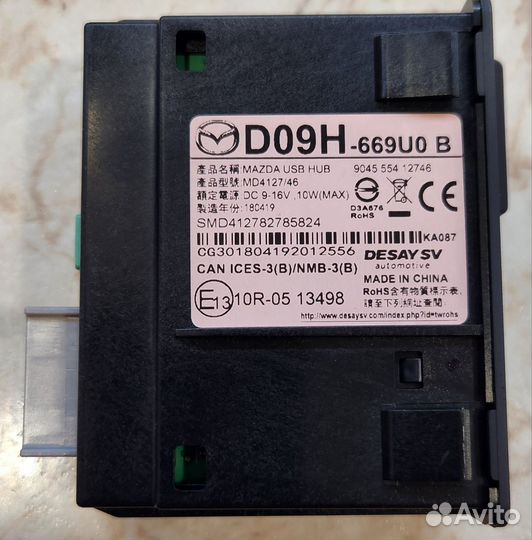 D09H-669U0 B
產品名稱: MAZDA USB HUB 9045 554 12746
產品型號: MD4127/46
額定電源: DC 9-16V ,10W(MAX)
製造年份: 180419
D3A876
RoHS
SMD412782785824
KA087
CG301804192012556
DESAY SV
automotive
CAN ICES-3(B)/NMB-3(B)
MADE IN CHINA
RoHS含有物質標示表,
請至下列網址查閱:
E13 10R-05 13498
http://www.desaysv.com/index.php?id=twrohs
Avito